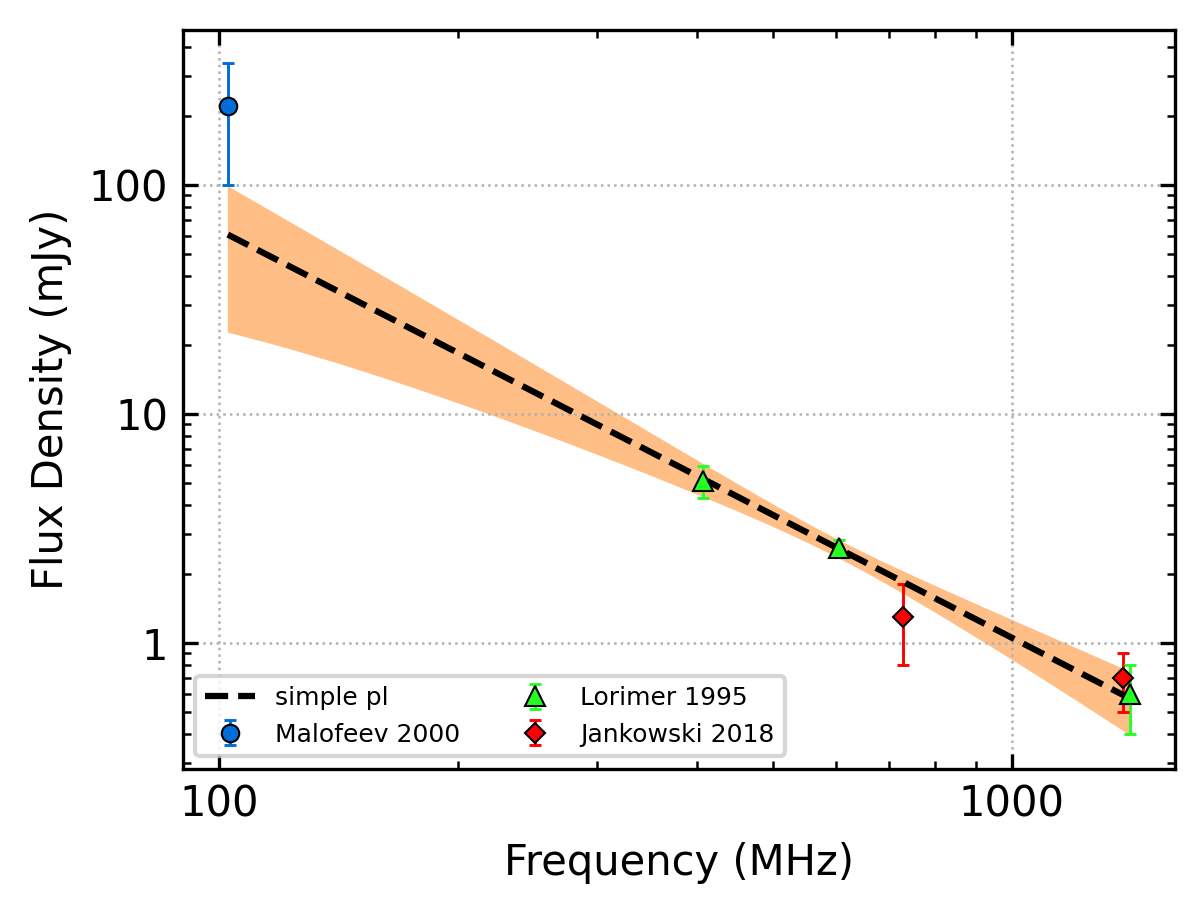 Flux Density (mJy)
100
10
1
simple pl
Malofeev 2000
Lorimer 1995
Jankowski 2018
100
1000
Frequency (MHz)